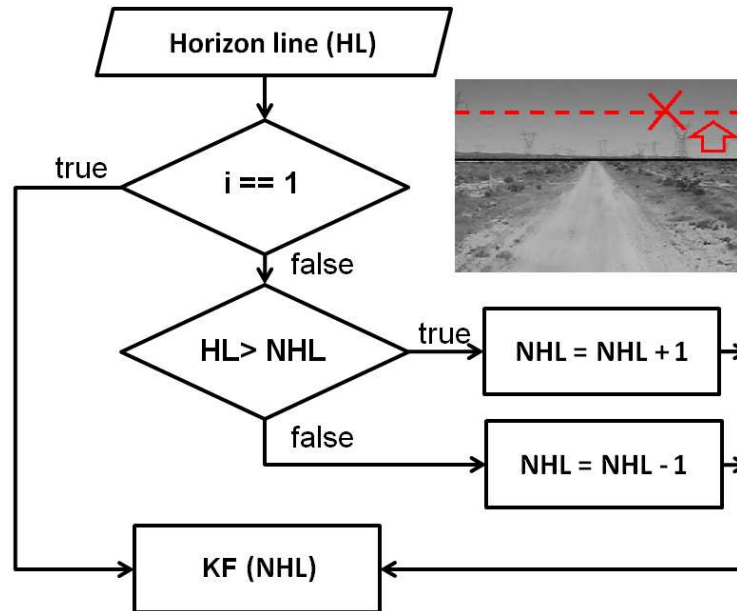 Horizon line (HL)
true
i == 1
false
HL> NHL
true
NHL = NHL + 1
false
NHL = NHL - 1
KF (NHL)